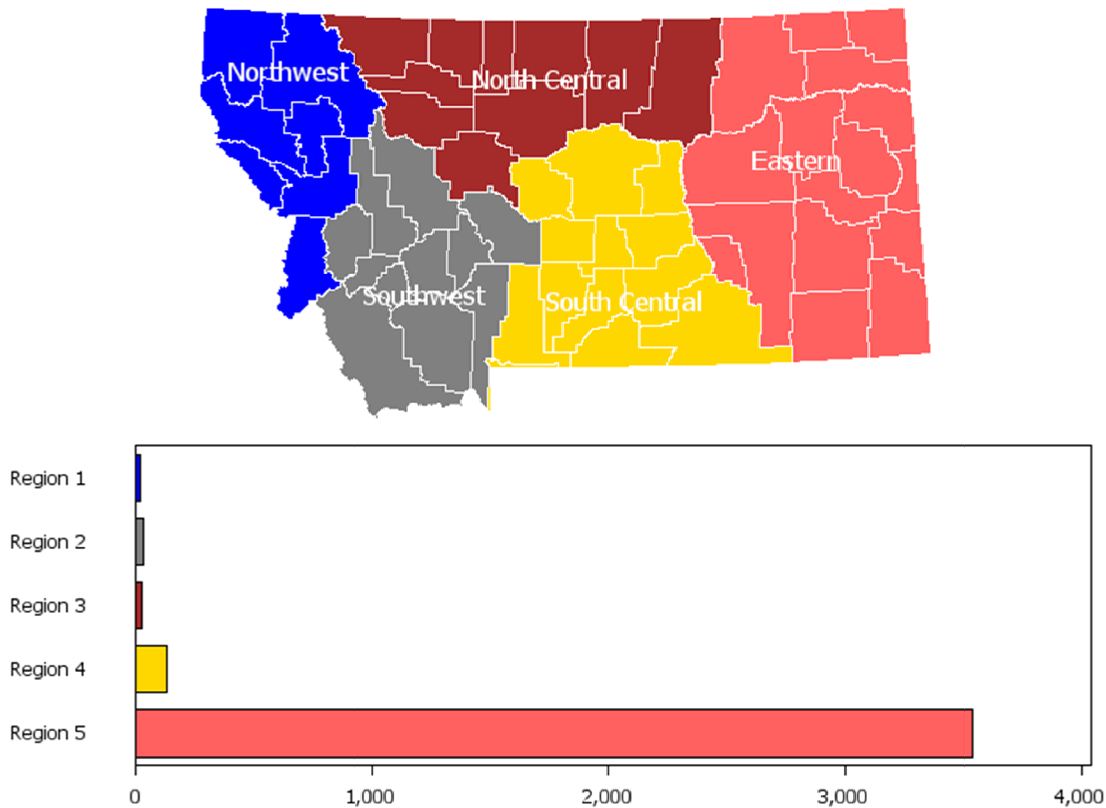 Northwest
North Central
Eastern
Southwest
South Central
Region 1
Region 2
Region 3
Region 4
Region 5
0
1,000
2,000
3,000
4,000